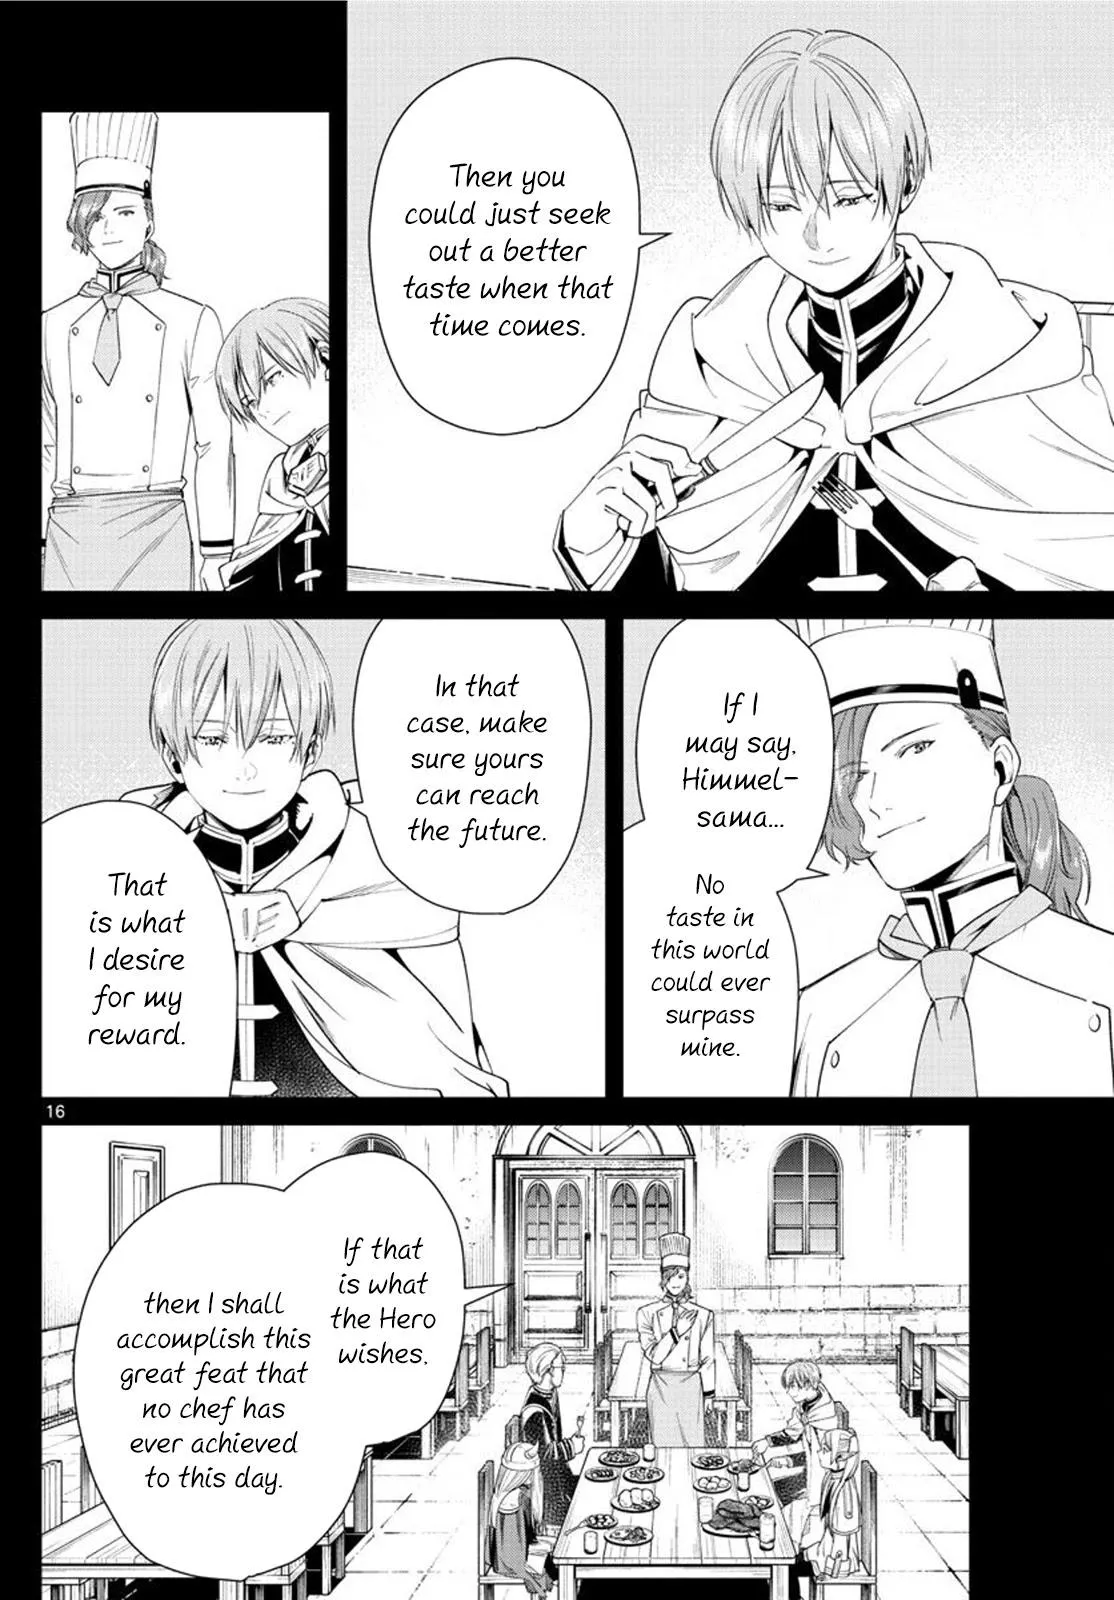 Then you
could just seek
out a better
taste when that
time comes.
If I
may say,
Himmel-
sama...
No
taste in
this world
could ever
surpass
mine.
In that
case, make
sure yours
can reach
the future.
That
is what
I desire
for my
reward.
16
If that
is what
the Hero
wishes,
then I shall
accomplish this
great feat that
no chef has
ever achieved
to this day.